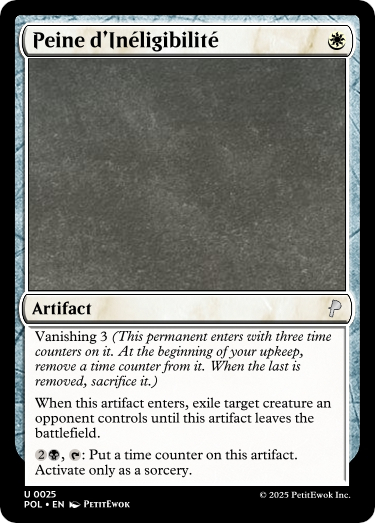 Peine d'Inéligibilité
Artifact
Vanishing 3 (This permanent enters with three time
counters on it. At the beginning of your upkeep,
remove a time counter from it. When the last is
removed, sacrifice it.)
When this artifact enters, exile target creature an
opponent controls until this artifact leaves the
battlefield.
2, : Put a time counter on this artifact.
Activate only as a sorcery.
U 0025
POL • EN PetitEwok
© 2025 PetitEwok Inc.